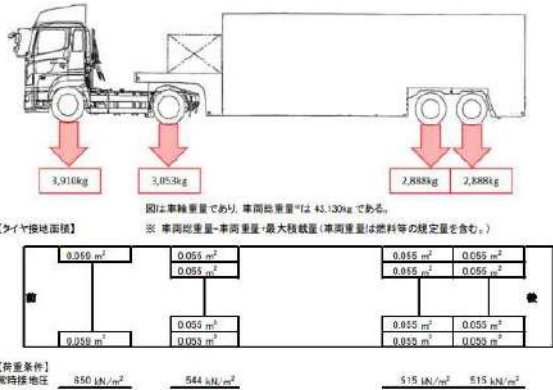 3,910kg 3,053kg 2,888kg 2,888kg
図は車輪重量であり、車両総重量※は 43,130kg である。
【タイヤ接地面積】
※ 車両総重量=車両重量+最大積載量(車両重量は燃料等の規定量を含む。)
0.059 m² 0.055 m² 0.055 m² 0.055 m²
0.055 m² 0.055 m² 0.055 m²
前 後
0.055 m² 0.055 m² 0.055 m²
0.059 m² 0.055 m² 0.055 m² 0.055 m²
【荷重条件】
常時接地圧 650 kN/m² 544 kN/m² 515 kN/m² 515 kN/m²